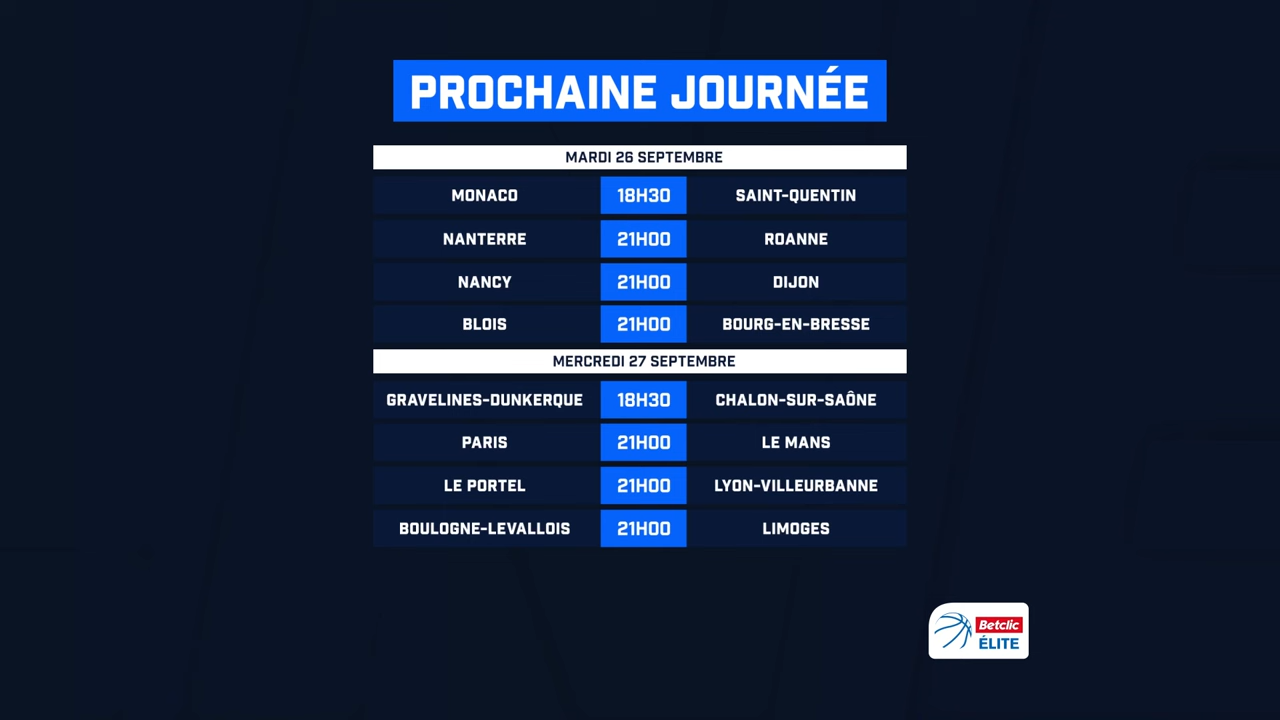 PROCHAINE JOURNÉE
MARDI 26 SEPTEMBRE
MONACO 18H30 SAINT-QUENTIN
NANTERRE 21H00 ROANNE
NANCY 21H00 DIJON
BLOIS 21H00 BOURG-EN-BRESSE
MERCREDI 27 SEPTEMBRE
GRAVELINES-DUNKERQUE 18H30 CHALON-SUR-SAÔNE
PARIS 21H00 LE MANS
LE PORTEL 21H00 LYON-VILLEURBANNE
BOULOGNE-LEVALLOIS 21H00 LIMOGES
Betclic
ÉLITE